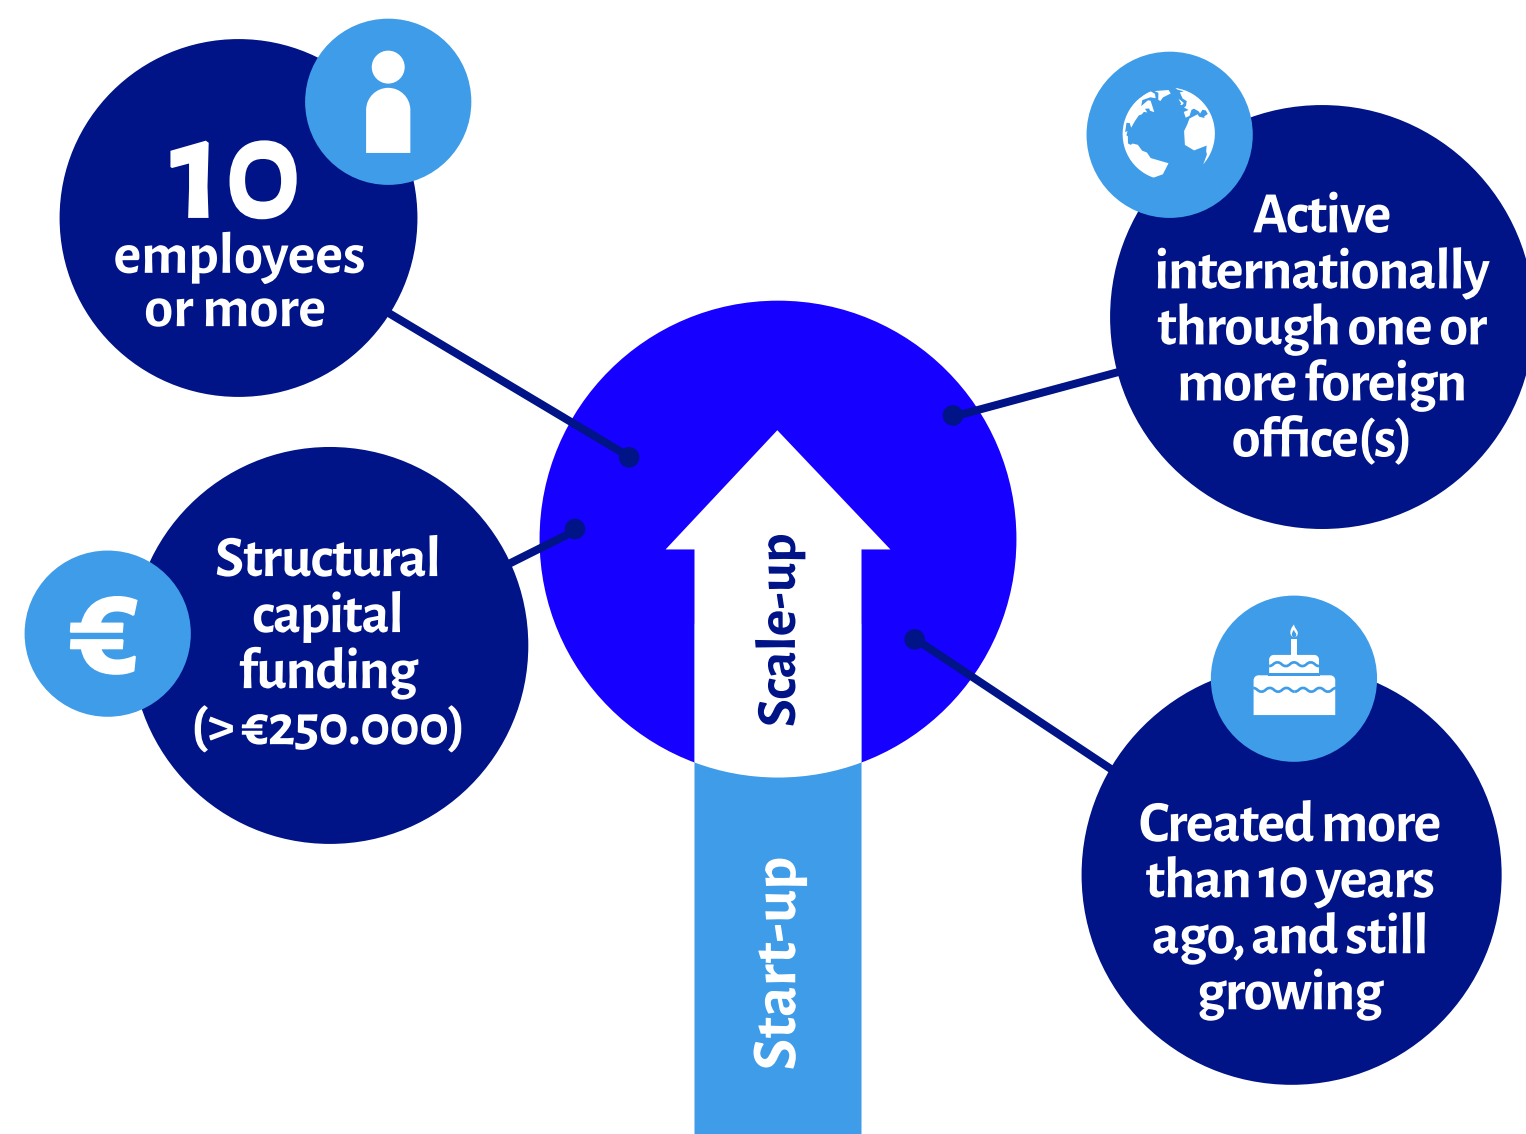 10
employees
or more
Active
internationally
through one or
more foreign
office(s)
€
Structural
capital
funding
(> €250.000)
Scale-up
Start-up
Created more
than 10 years
ago, and still
growing